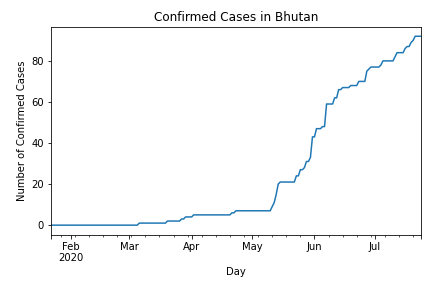 Confirmed Cases in Bhutan
Number of Confirmed Cases
80
60
40
20
0
Feb Mar Apr May Jun Jul
2020
Day